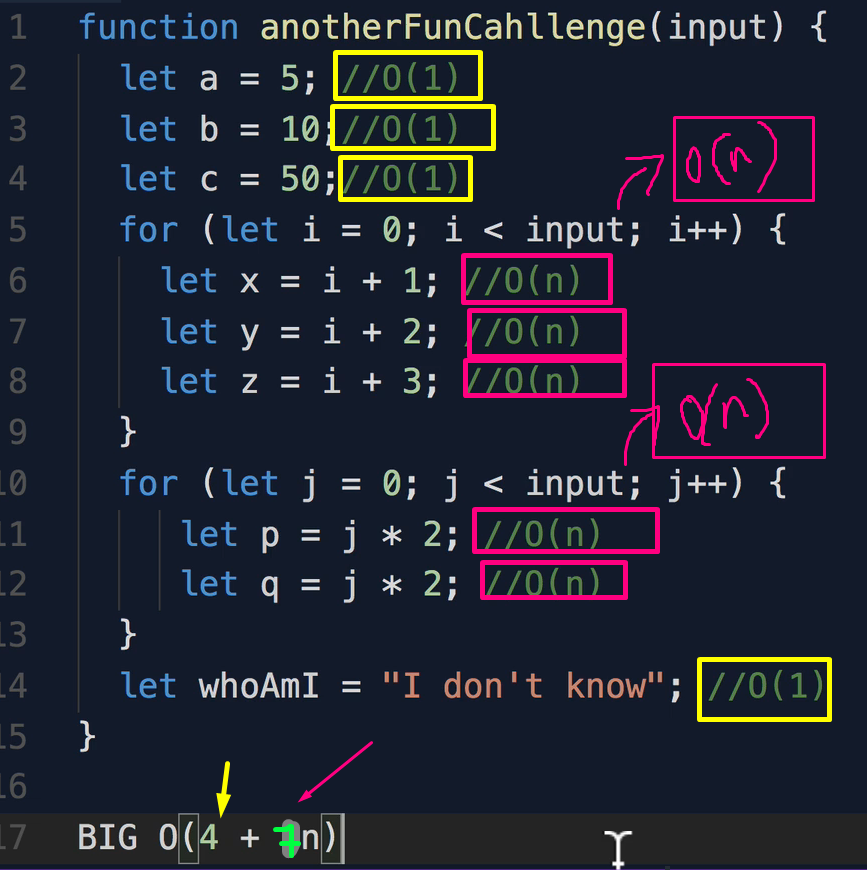 1 function anotherFunCahllenge(input) {
2 let a = 5; //O(1)
3 let b = 10; //O(1)
4 let c = 50; //O(1)
O(n)
5 for (let i = 0; i < input; i++) {
6 let x = i + 1; //O(n)
7 let y = i + 2; //O(n)
8 let z = i + 3; //O(n)
O(n)
9 }
10 for (let j = 0; j < input; j++) {
11 let p = j * 2; //O(n)
12 let q = j * 2; //O(n)
13 }
14 let whoAmI = "I don't know"; //O(1)
15 }
16
17 BIG O(4 + 7n)